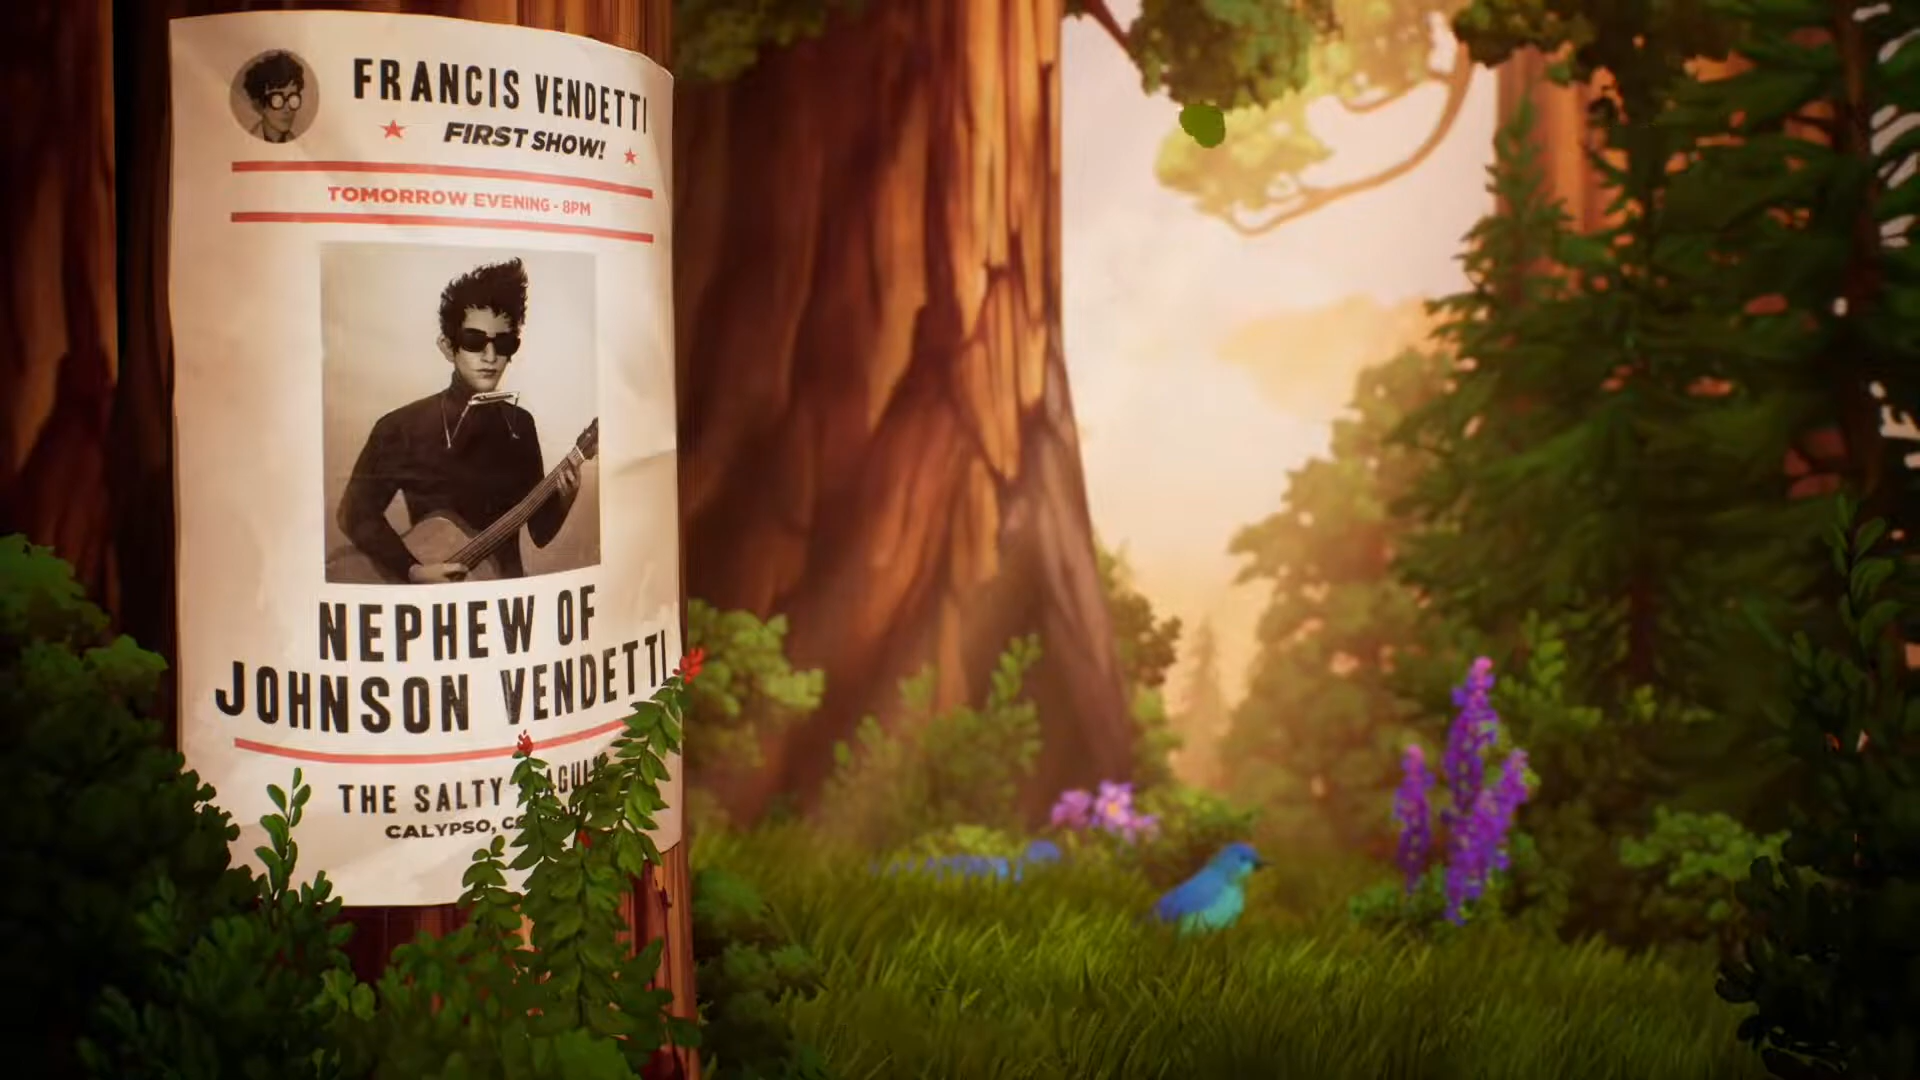 FRANCIS VENDETTI
FIRST SHOW!
TOMORROW EVENING - 8PM
NEPHEW OF
JOHNSON VENDETTI
THE SALTY
CALYPSO,